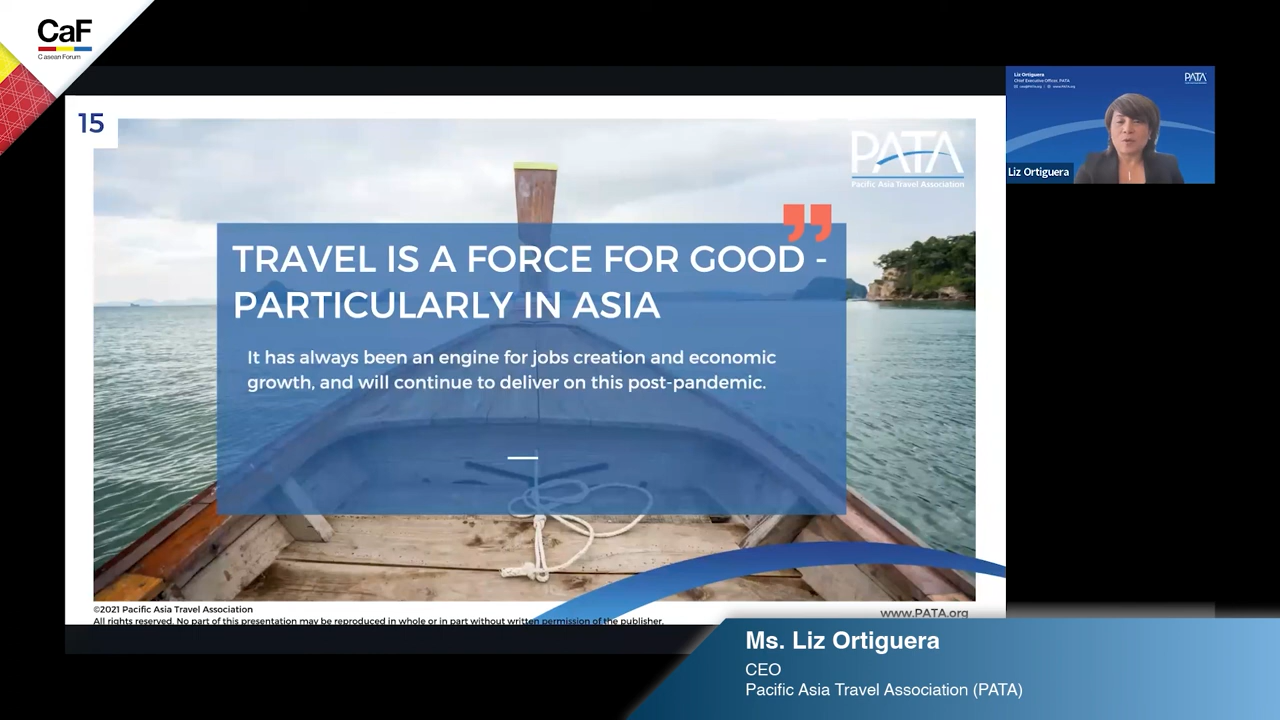 CaF
C asean Forum
15
PATA
Pacific Asia Travel Association
TRAVEL IS A FORCE FOR GOOD -
PARTICULARLY IN ASIA
It has always been an engine for jobs creation and economic
growth, and will continue to deliver on this post-pandemic.
©2021 Pacific Asia Travel Association
All rights reserved. No part of this presentation may be reproduced in whole or in part without written permission of the publisher.
www.PATA.org
Liz Ortiguera
Chief Executive Officer, PATA
PATA
Liz Ortiguera
Ms. Liz Ortiguera
CEO
Pacific Asia Travel Association (PATA)